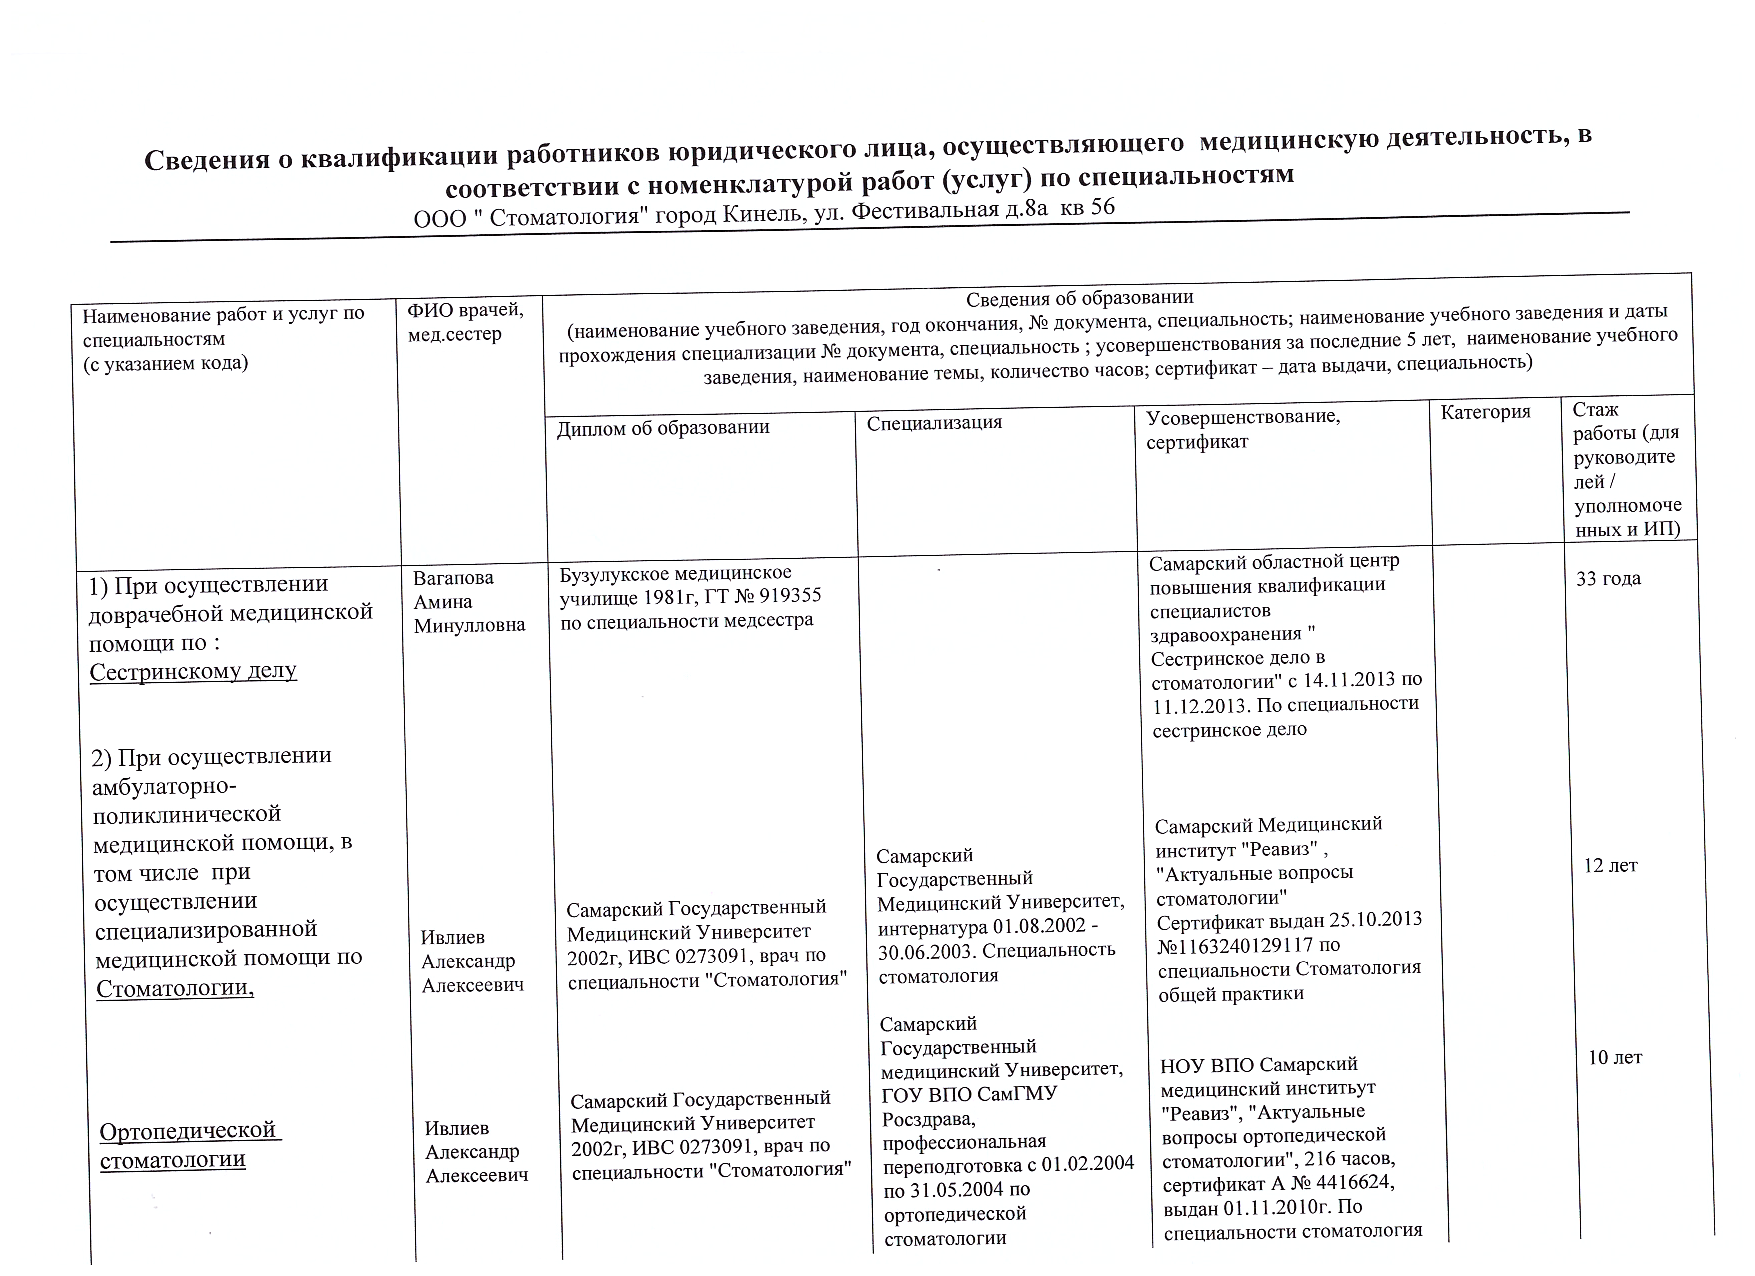 Сведения о квалификации работников юридического лица, осуществляющего медицинскую деятельность, в
соответствии с номенклатурой работ (услуг) по специальностям
ООО " Стоматология" город Кинель, ул. Фестивальная д.8а кв 56
Наименование работ и услуг по
специальностям
(с указанием кода)
ФИО врачей,
мед.сестер
Сведения об образовании
(наименование учебного заведения, год окончания, № документа, специальность; наименование учебного заведения и даты
прохождения специализации № документа, специальность ; усовершенствования за последние 5 лет, наименование учебного
заведения, наименование темы, количество часов; сертификат – дата выдачи, специальность)
Диплом об образовании
Специализация
Усовершенствование,
сертификат
Категория
Стаж
работы (для
руководите
лей /
уполномоче
нных и ИП)
1) При осуществлении
доврачебной медицинской
помощи по :
Сестринскому делу
Вагапова
Амина
Минулловна
Бузулукское медицинское
училище 1981г, ГТ № 919355
по специальности медсестра
Самарский областной центр
повышения квалификации
специалистов
здравоохранения "
Сестринское дело в
стоматологии" с 14.11.2013 по
11.12.2013. По специальности
сестринское дело
33 года
2) При осуществлении
амбулаторно-
поликлинической
медицинской помощи, в
том числе при
осуществлении
специализированной
медицинской помощи по
Стоматологии,
Ивлиев
Александр
Алексеевич
Самарский Государственный
Медицинский Университет
2002г, ИВС 0273091, врач по
специальности "Стоматология"
Самарский
Государственный
Медицинский Университет,
интернатура 01.08.2002 -
30.06.2003. Специальность
стоматология
Самарский Медицинский
институт "Реавиз" ,
"Актуальные вопросы
стоматологии"
Сертификат выдан 25.10.2013
№1163240129117 по
специальности Стоматология
общей практики
12 лет
Ортопедической
стоматологии
Ивлиев
Александр
Алексеевич
Самарский Государственный
Медицинский Университет
2002г, ИВС 0273091, врач по
специальности "Стоматология"
Самарский
Государственный
медицинский Университет,
ГОУ ВПО СамГМУ
Росздрава,
профессиональная
переподготовка с 01.02.2004
по 31.05.2004 по
ортопедической
стоматологии
НОУ ВПО Самарский
медицинский институьт
"Реавиз", "Актуальные
вопросы ортопедической
стоматологии", 216 часов,
сертификат А № 4416624,
выдан 01.11.2010г. По
специальности стоматология
10 лет